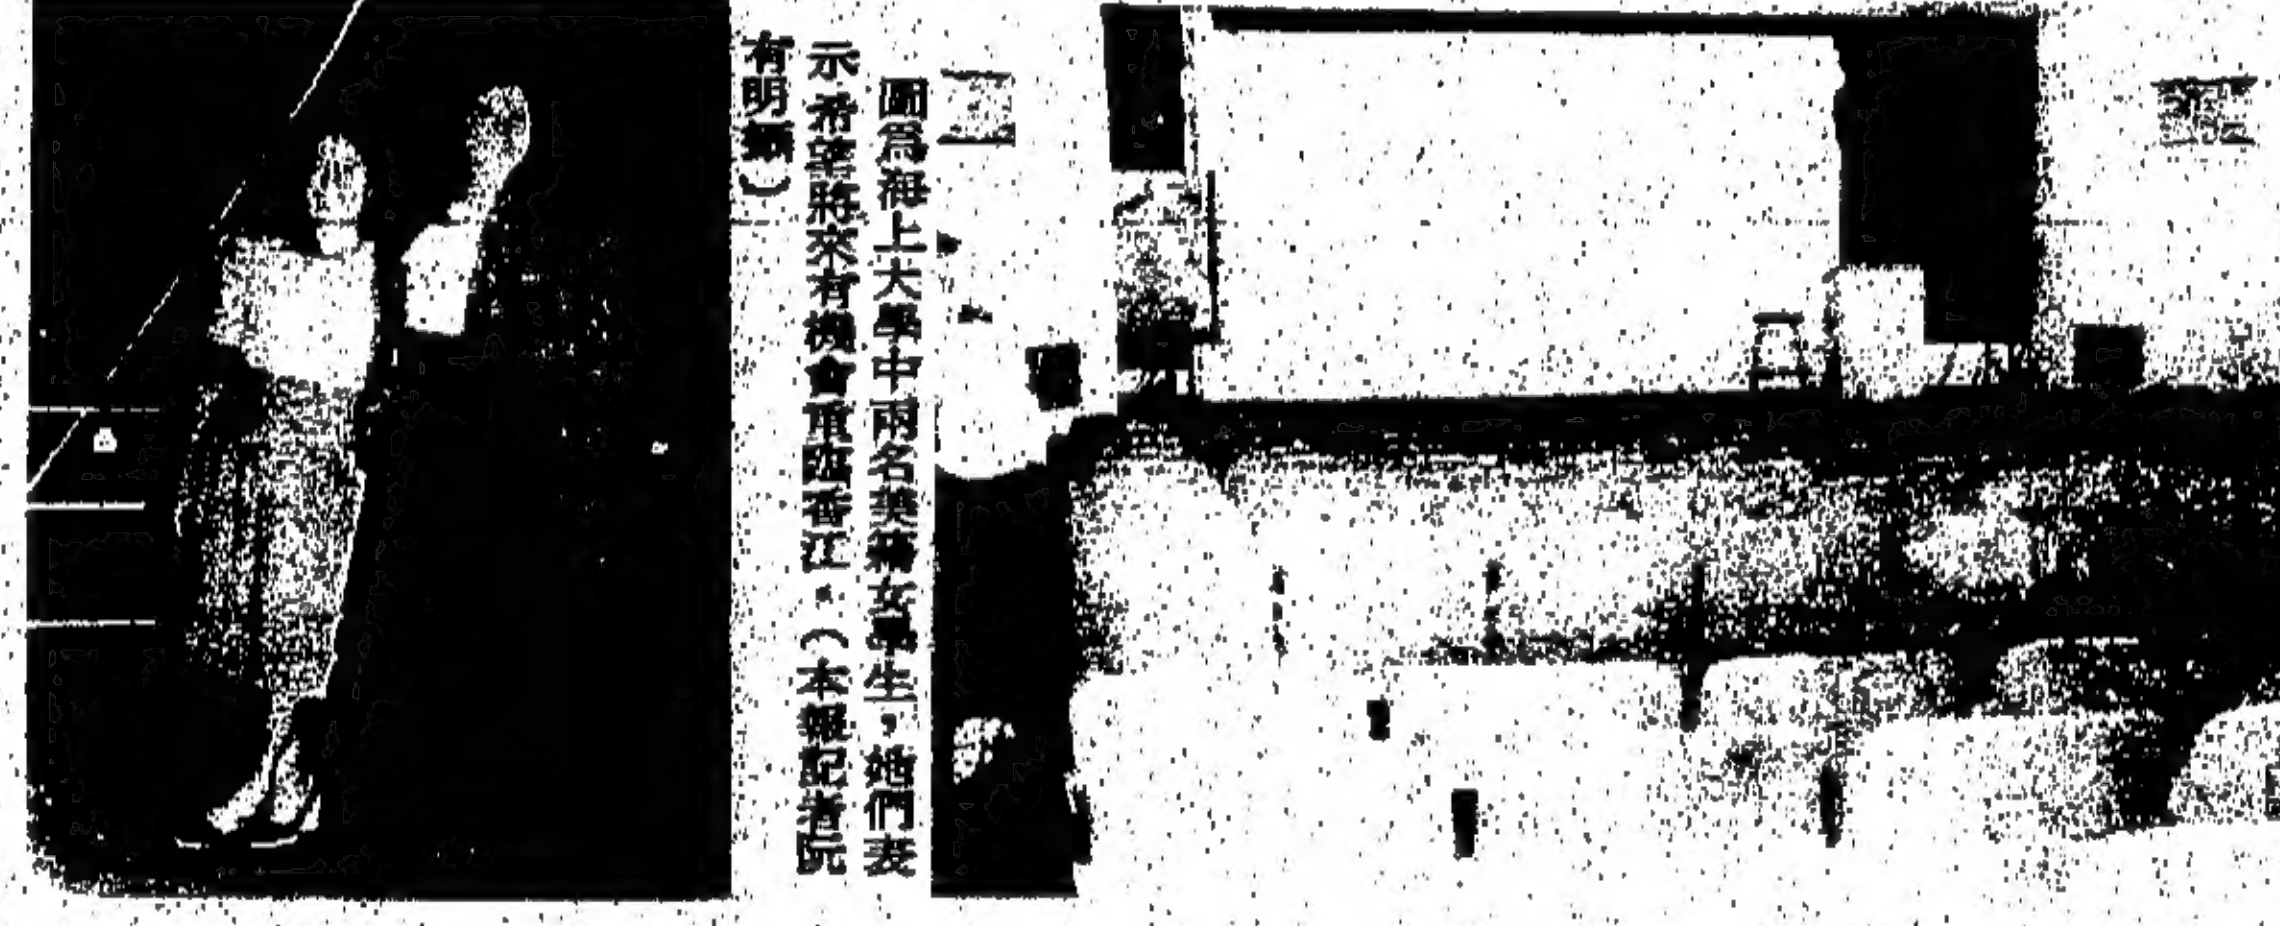 圖爲海上大學中兩名美籍女學生，她們表
示希望將來有機會重臨香江。（本報記者阮
有明攝）